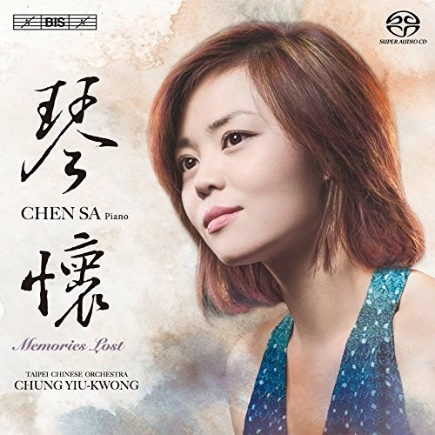 BIS
SUPER AUDIO CD
琴
CHEN SA Piano
懷
Memories Lost
TAIPEI CHINESE ORCHESTRA
CHUNG YIU-KWONG